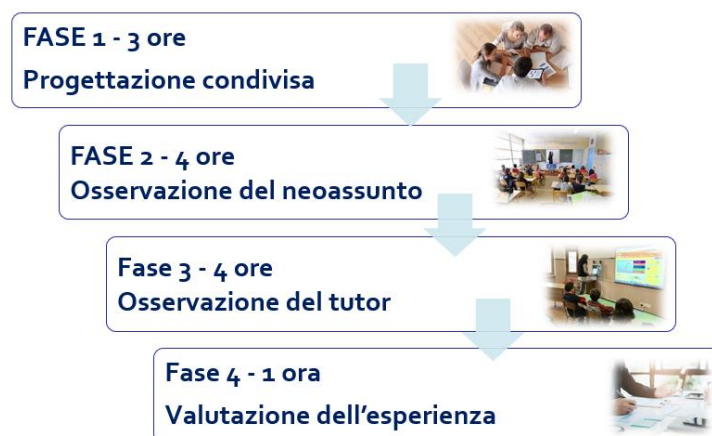 FASE 1 - 3 ore
Progettazione condivisa
FASE 2 - 4 ore
Osservazione del neoassunto
Fase 3 - 4 ore
Osservazione del tutor
Fase 4 - 1 ora
Valutazione dell’esperienza